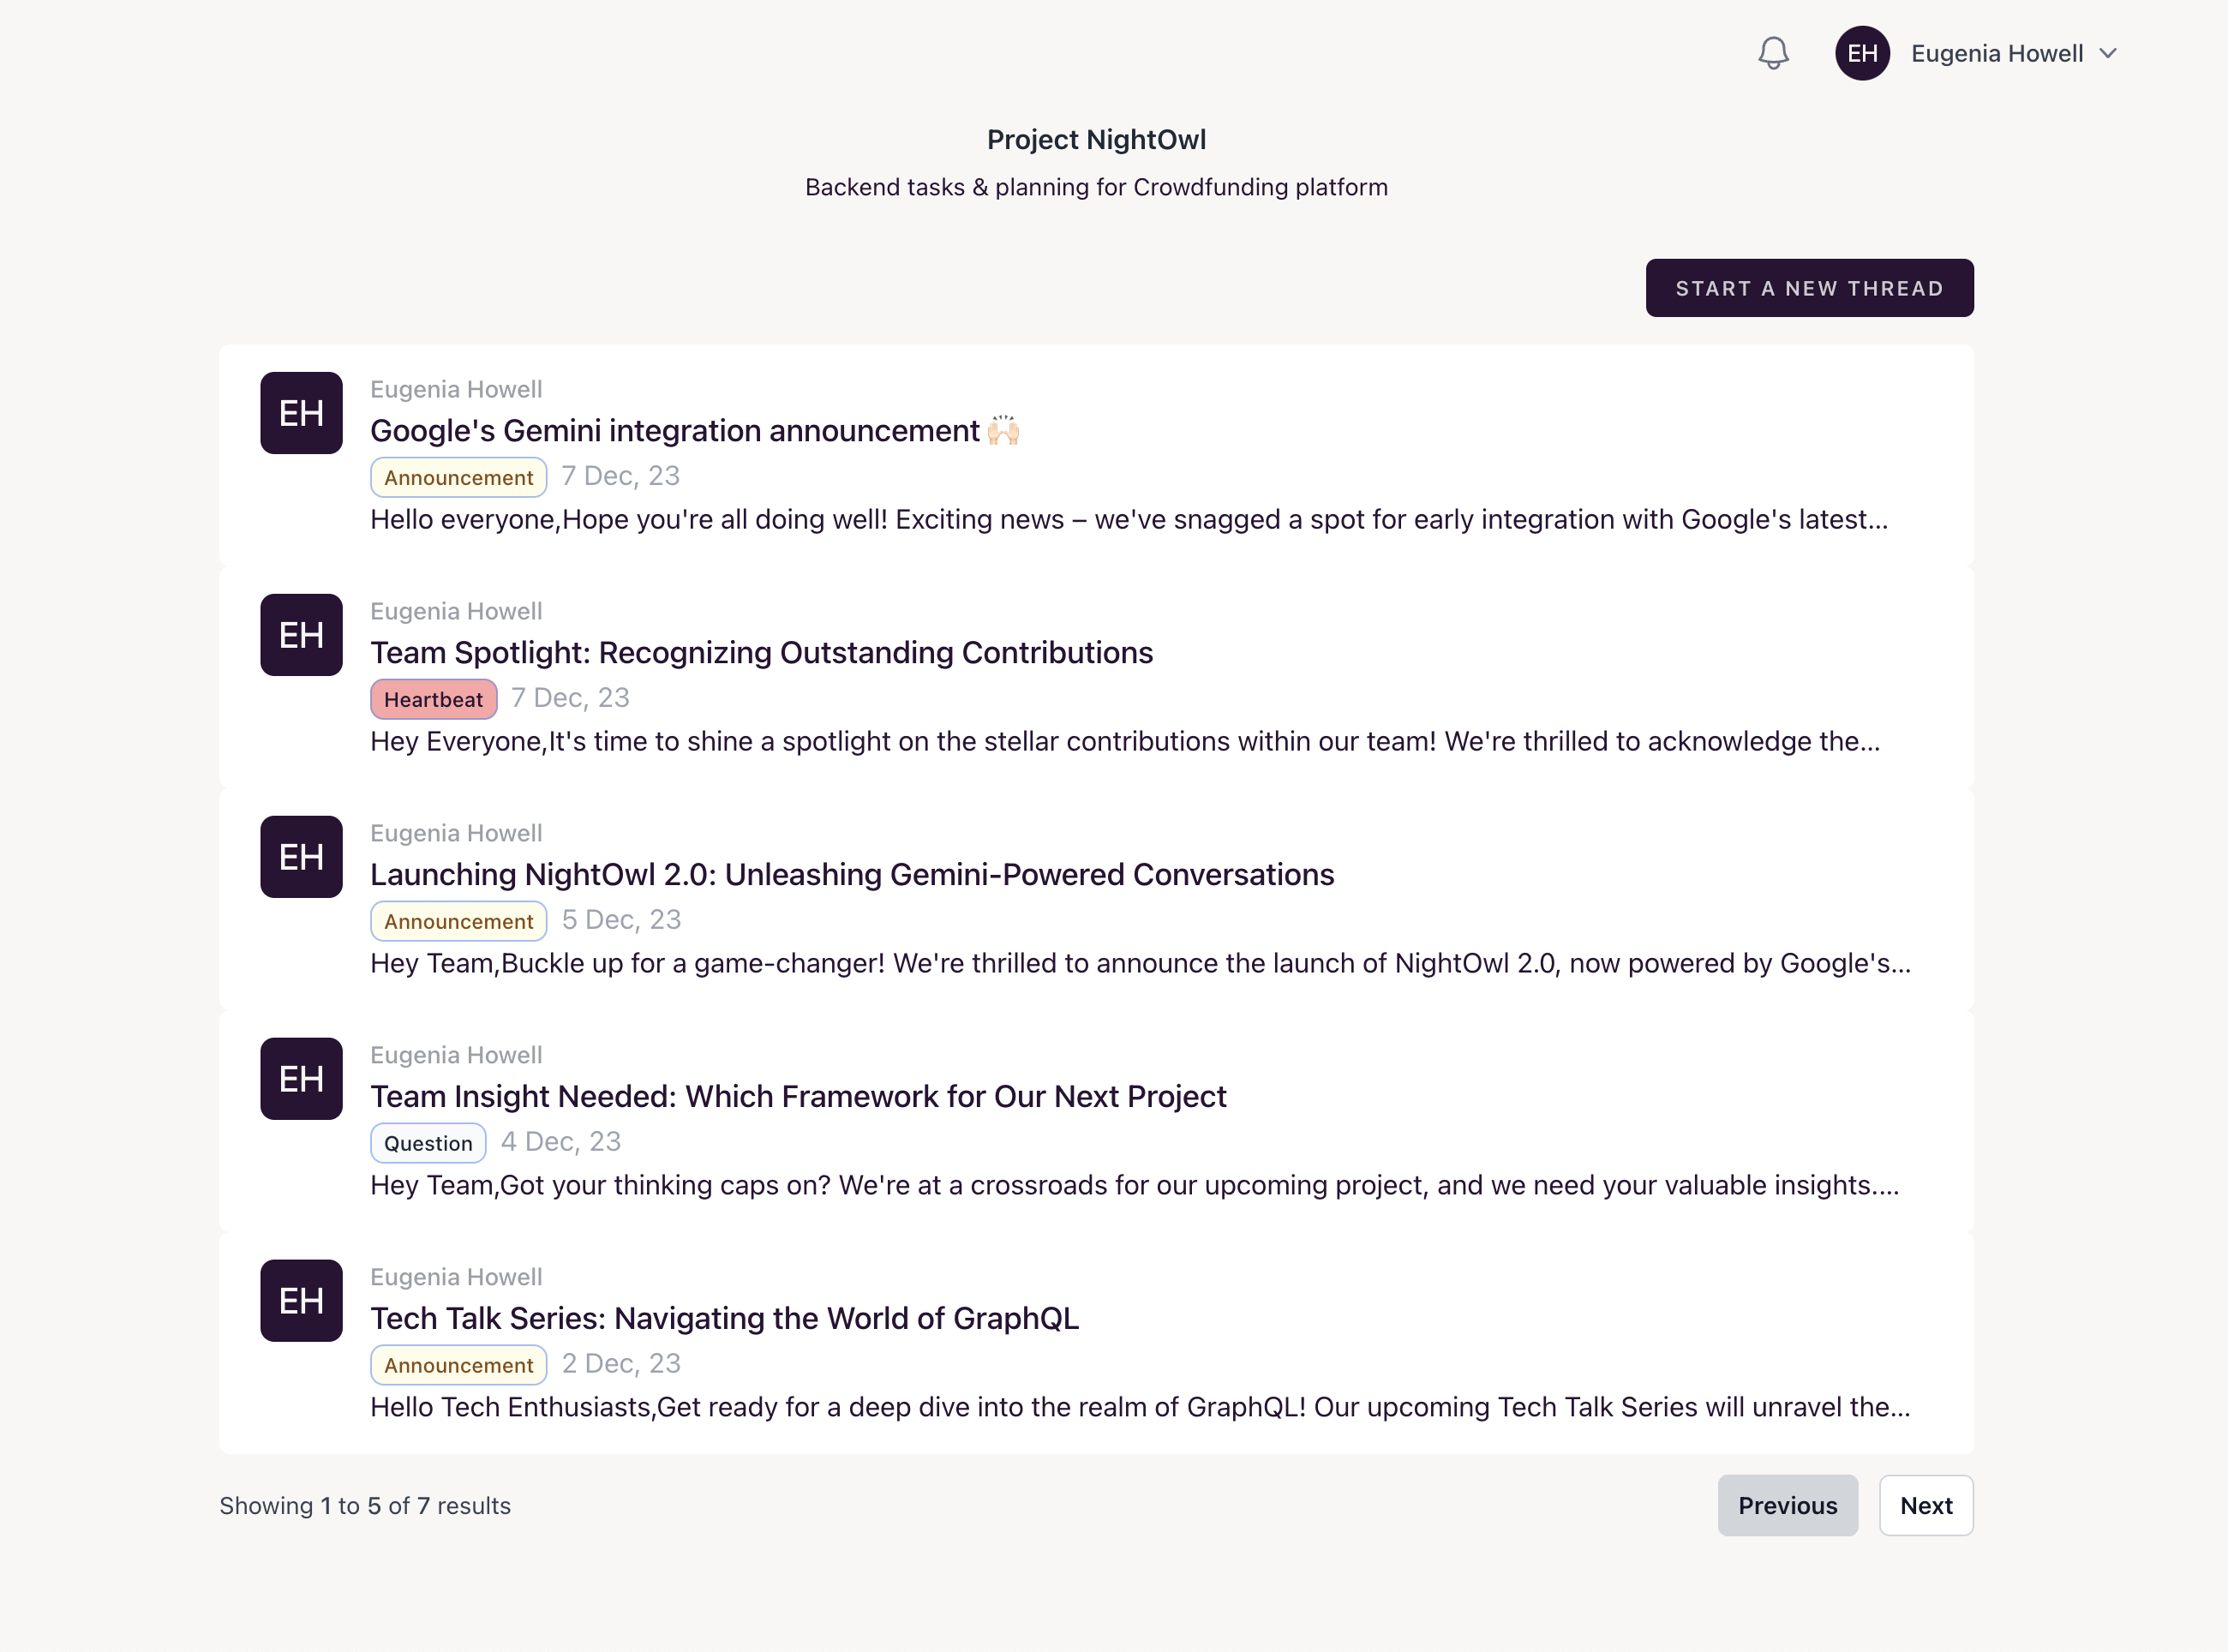 EH Eugenia Howell
Project NightOwl
Backend tasks & planning for Crowdfunding platform
START A NEW THREAD
EH
Eugenia Howell
Google's Gemini integration announcement 🙌🏻
Announcement 7 Dec, 23
Hello everyone,Hope you're all doing well! Exciting news – we've snagged a spot for early integration with Google's latest...
EH
Eugenia Howell
Team Spotlight: Recognizing Outstanding Contributions
Heartbeat 7 Dec, 23
Hey Everyone,It's time to shine a spotlight on the stellar contributions within our team! We're thrilled to acknowledge the...
EH
Eugenia Howell
Launching NightOwl 2.0: Unleashing Gemini-Powered Conversations
Announcement 5 Dec, 23
Hey Team,Buckle up for a game-changer! We're thrilled to announce the launch of NightOwl 2.0, now powered by Google's...
EH
Eugenia Howell
Team Insight Needed: Which Framework for Our Next Project
Question 4 Dec, 23
Hey Team,Got your thinking caps on? We're at a crossroads for our upcoming project, and we need your valuable insights....
EH
Eugenia Howell
Tech Talk Series: Navigating the World of GraphQL
Announcement 2 Dec, 23
Hello Tech Enthusiasts,Get ready for a deep dive into the realm of GraphQL! Our upcoming Tech Talk Series will unravel the...
Showing 1 to 5 of 7 results
Previous Next